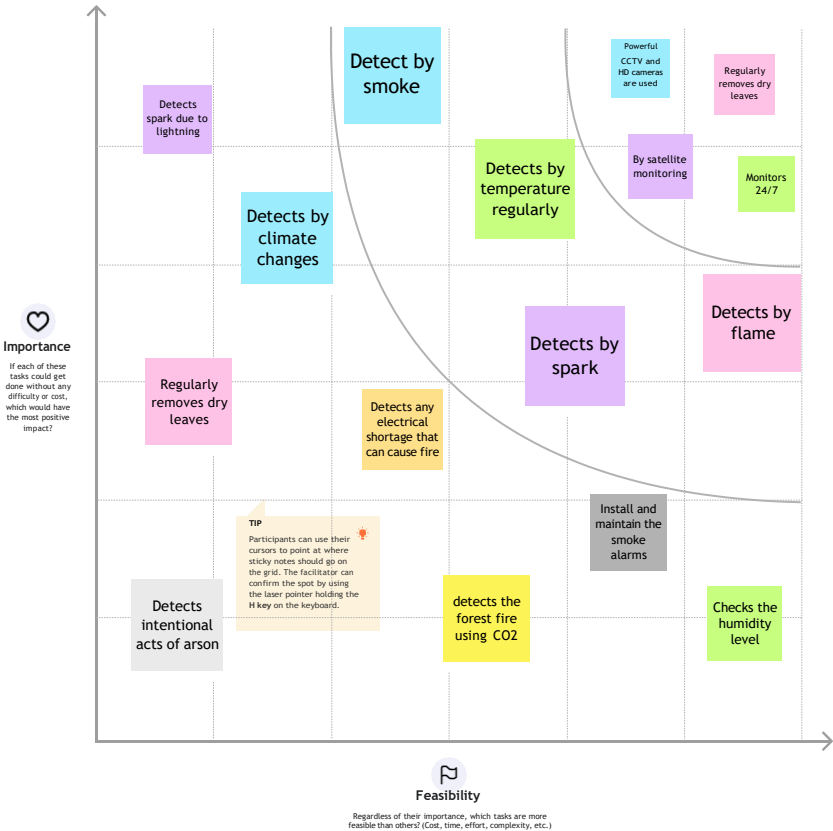 Detect by
smoke
Powerful
CCTV and
HD cameras
are used
Regularly
removes dry
leaves
Detects
spark due to
lightning
By satellite
monitoring
Monitors
24/7
Detects by
temperature
regularly
Detects by
climate
changes
Detects by
flame
Detects by
spark
Importance
If each of these
tasks could get
done without any
difficulty or cost,
which would have
the most positive
impact?
Regularly
removes dry
leaves
Detects any
electrical
shortage that
can cause fire
Install and
maintain the
smoke
alarms
TIP
Participants can use their
cursors to point at where
sticky notes should go on
the grid. The facilitator can
confirm the spot by using
the laser pointer holding the
H key on the keyboard.
Detects
intentional
acts of arson
detects the
forest fire
using CO2
Checks the
humidity
level
Feasibility
Regardless of their importance, which tasks are more
feasible than others? (Cost, time, effort, complexity, etc.)